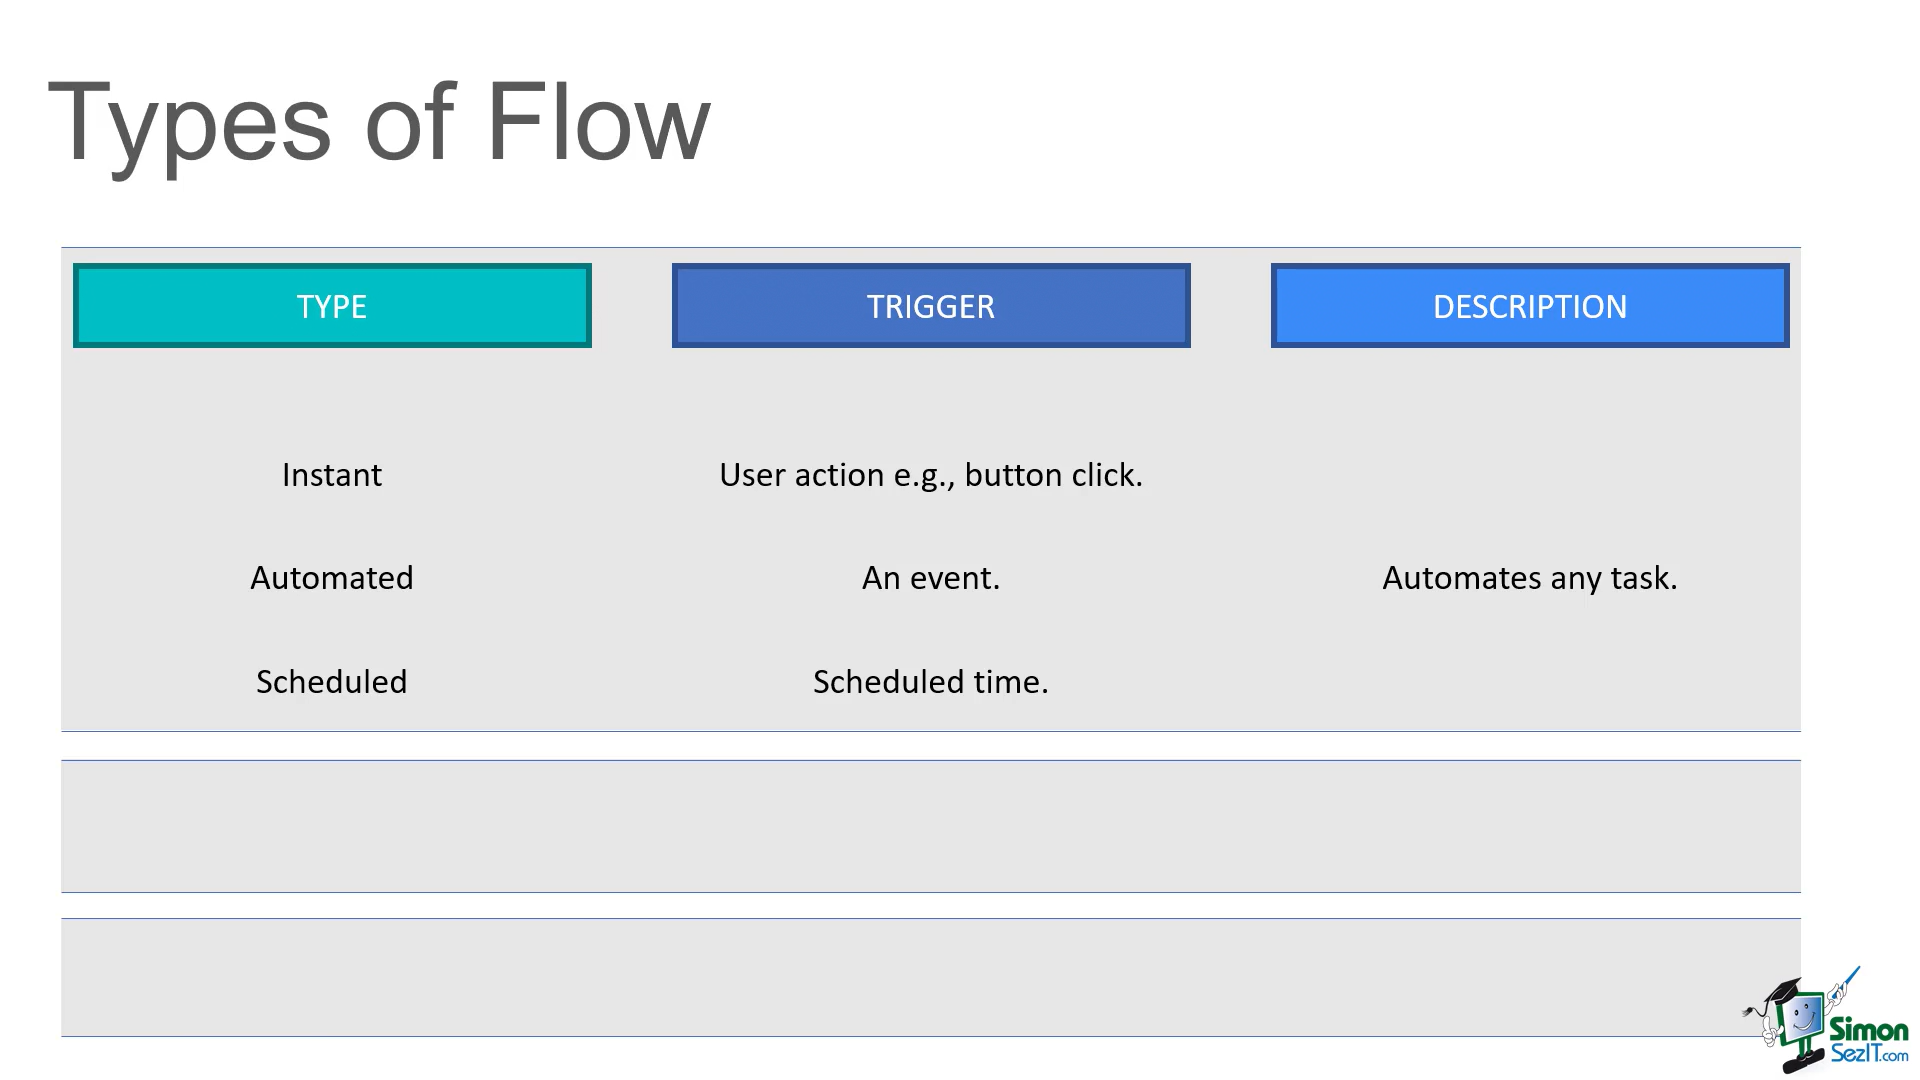 Types of Flow
TYPE TRIGGER DESCRIPTION
Instant User action e.g., button click.
Automated An event. Automates any task.
Scheduled Scheduled time.
Simon
SezIT.com